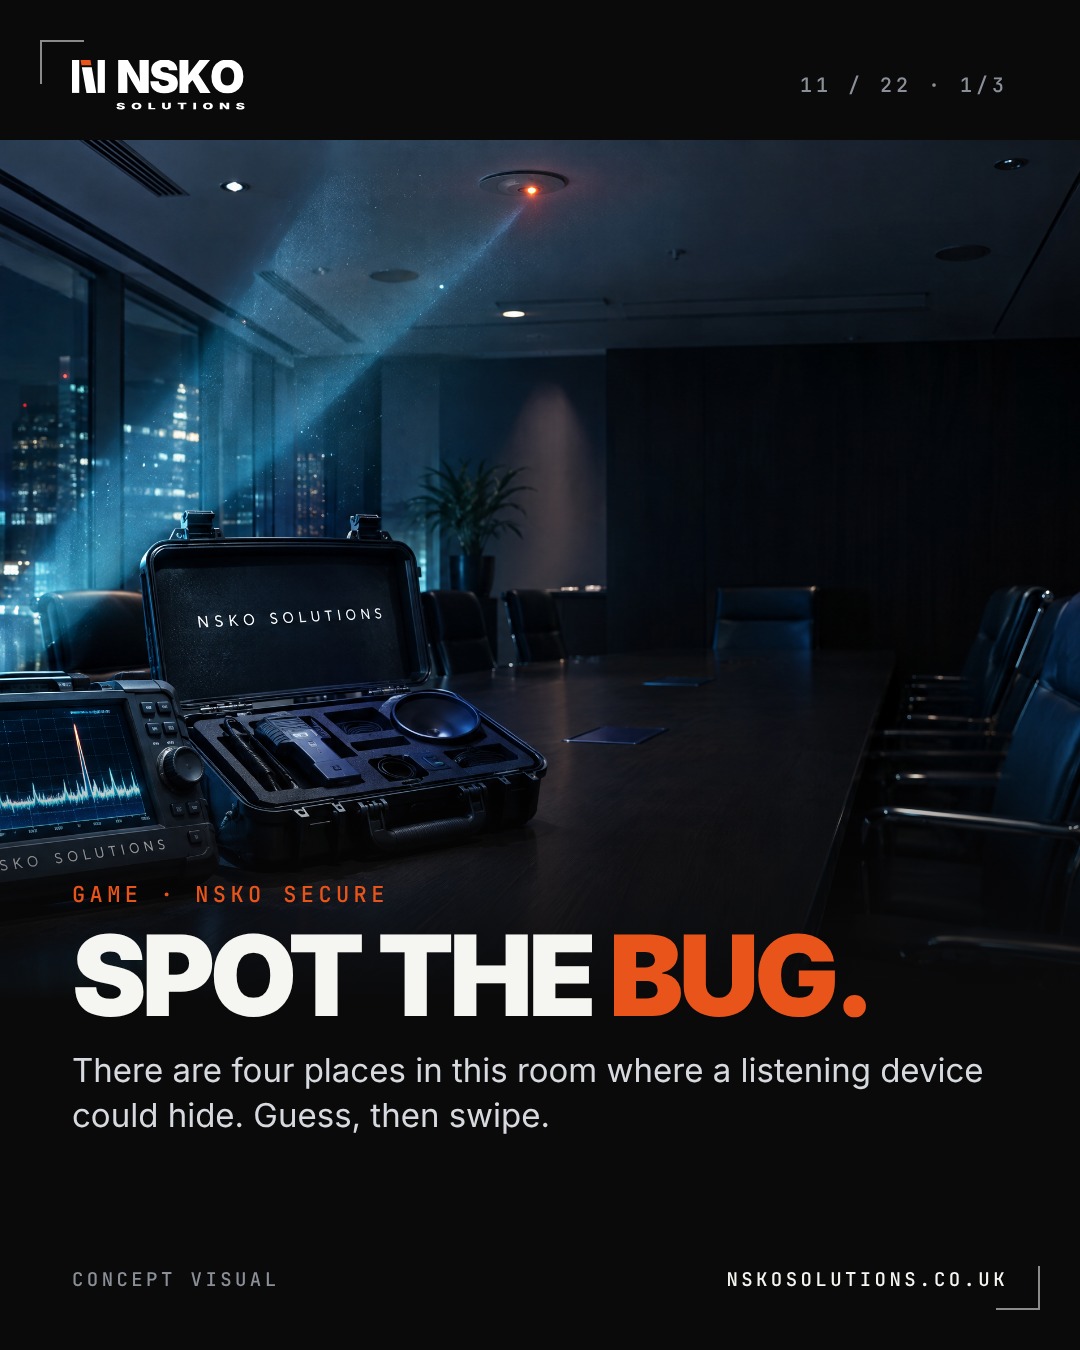 NSKO
SOLUTIONS
11 / 22 · 1/3
NSKO SOLUTIONS
SKO SOLUTIONS
GAME · NSKO SECURE
SPOT THE BUG.
There are four places in this room where a listening device
could hide. Guess, then swipe.
CONCEPT VISUAL
NSKOSOLUTIONS.CO.UK